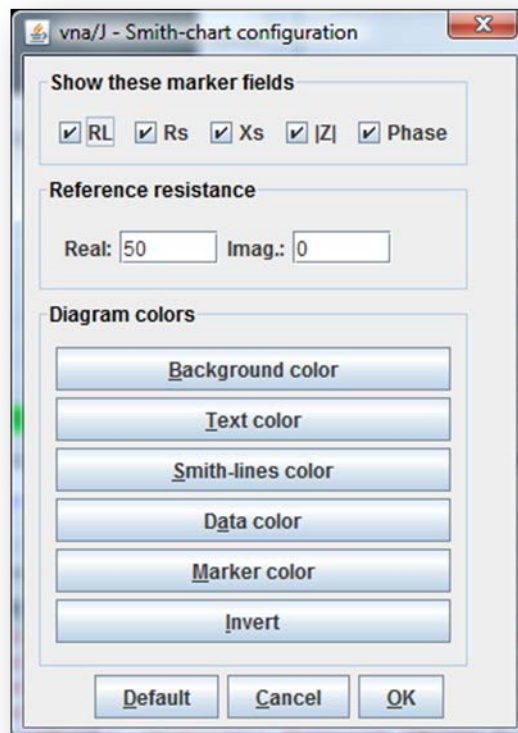 vna/J - Smith-chart configuration
Show these marker fields
RL Rs Xs |Z| Phase
Reference resistance
Real: 50 Imag.: 0
Diagram colors
Background color
Text color
Smith-lines color
Data color
Marker color
Invert
Default Cancel OK